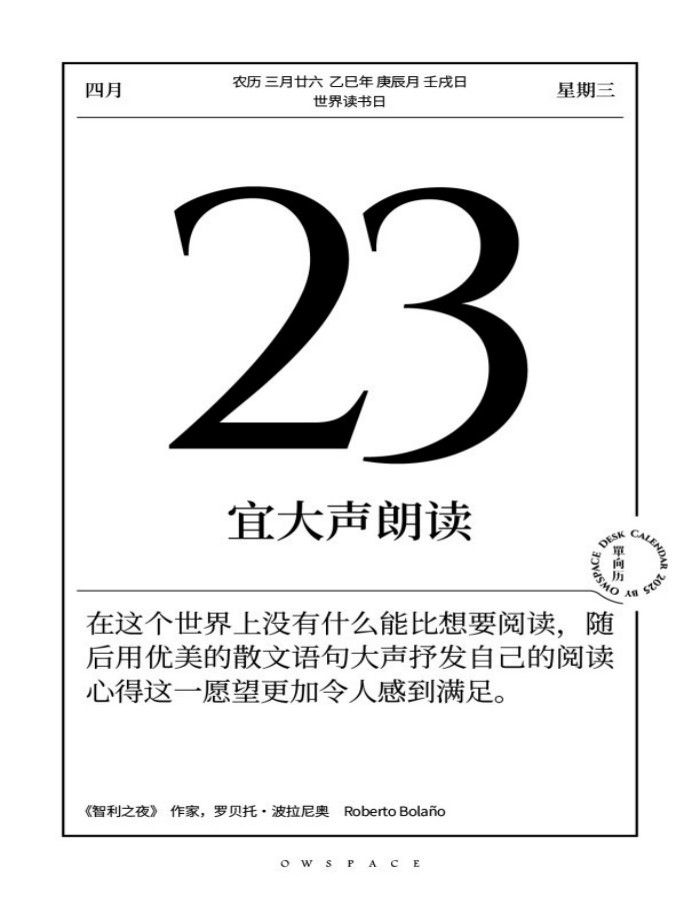 四月
农历 三月廿六 乙巳年 庚辰月 壬戌日
世界读书日
星期三
23
宜大声朗读
OWSPACE DESK CALENDAR 2025 BY
單向历
在这个世界上没有什么能比想要阅读，随
后用优美的散文语句大声抒发自己的阅读
心得这一愿望更加令人感到满足。
《智利之夜》 作家，罗贝托·波拉尼奥 Roberto Bolaño
OWSPACE